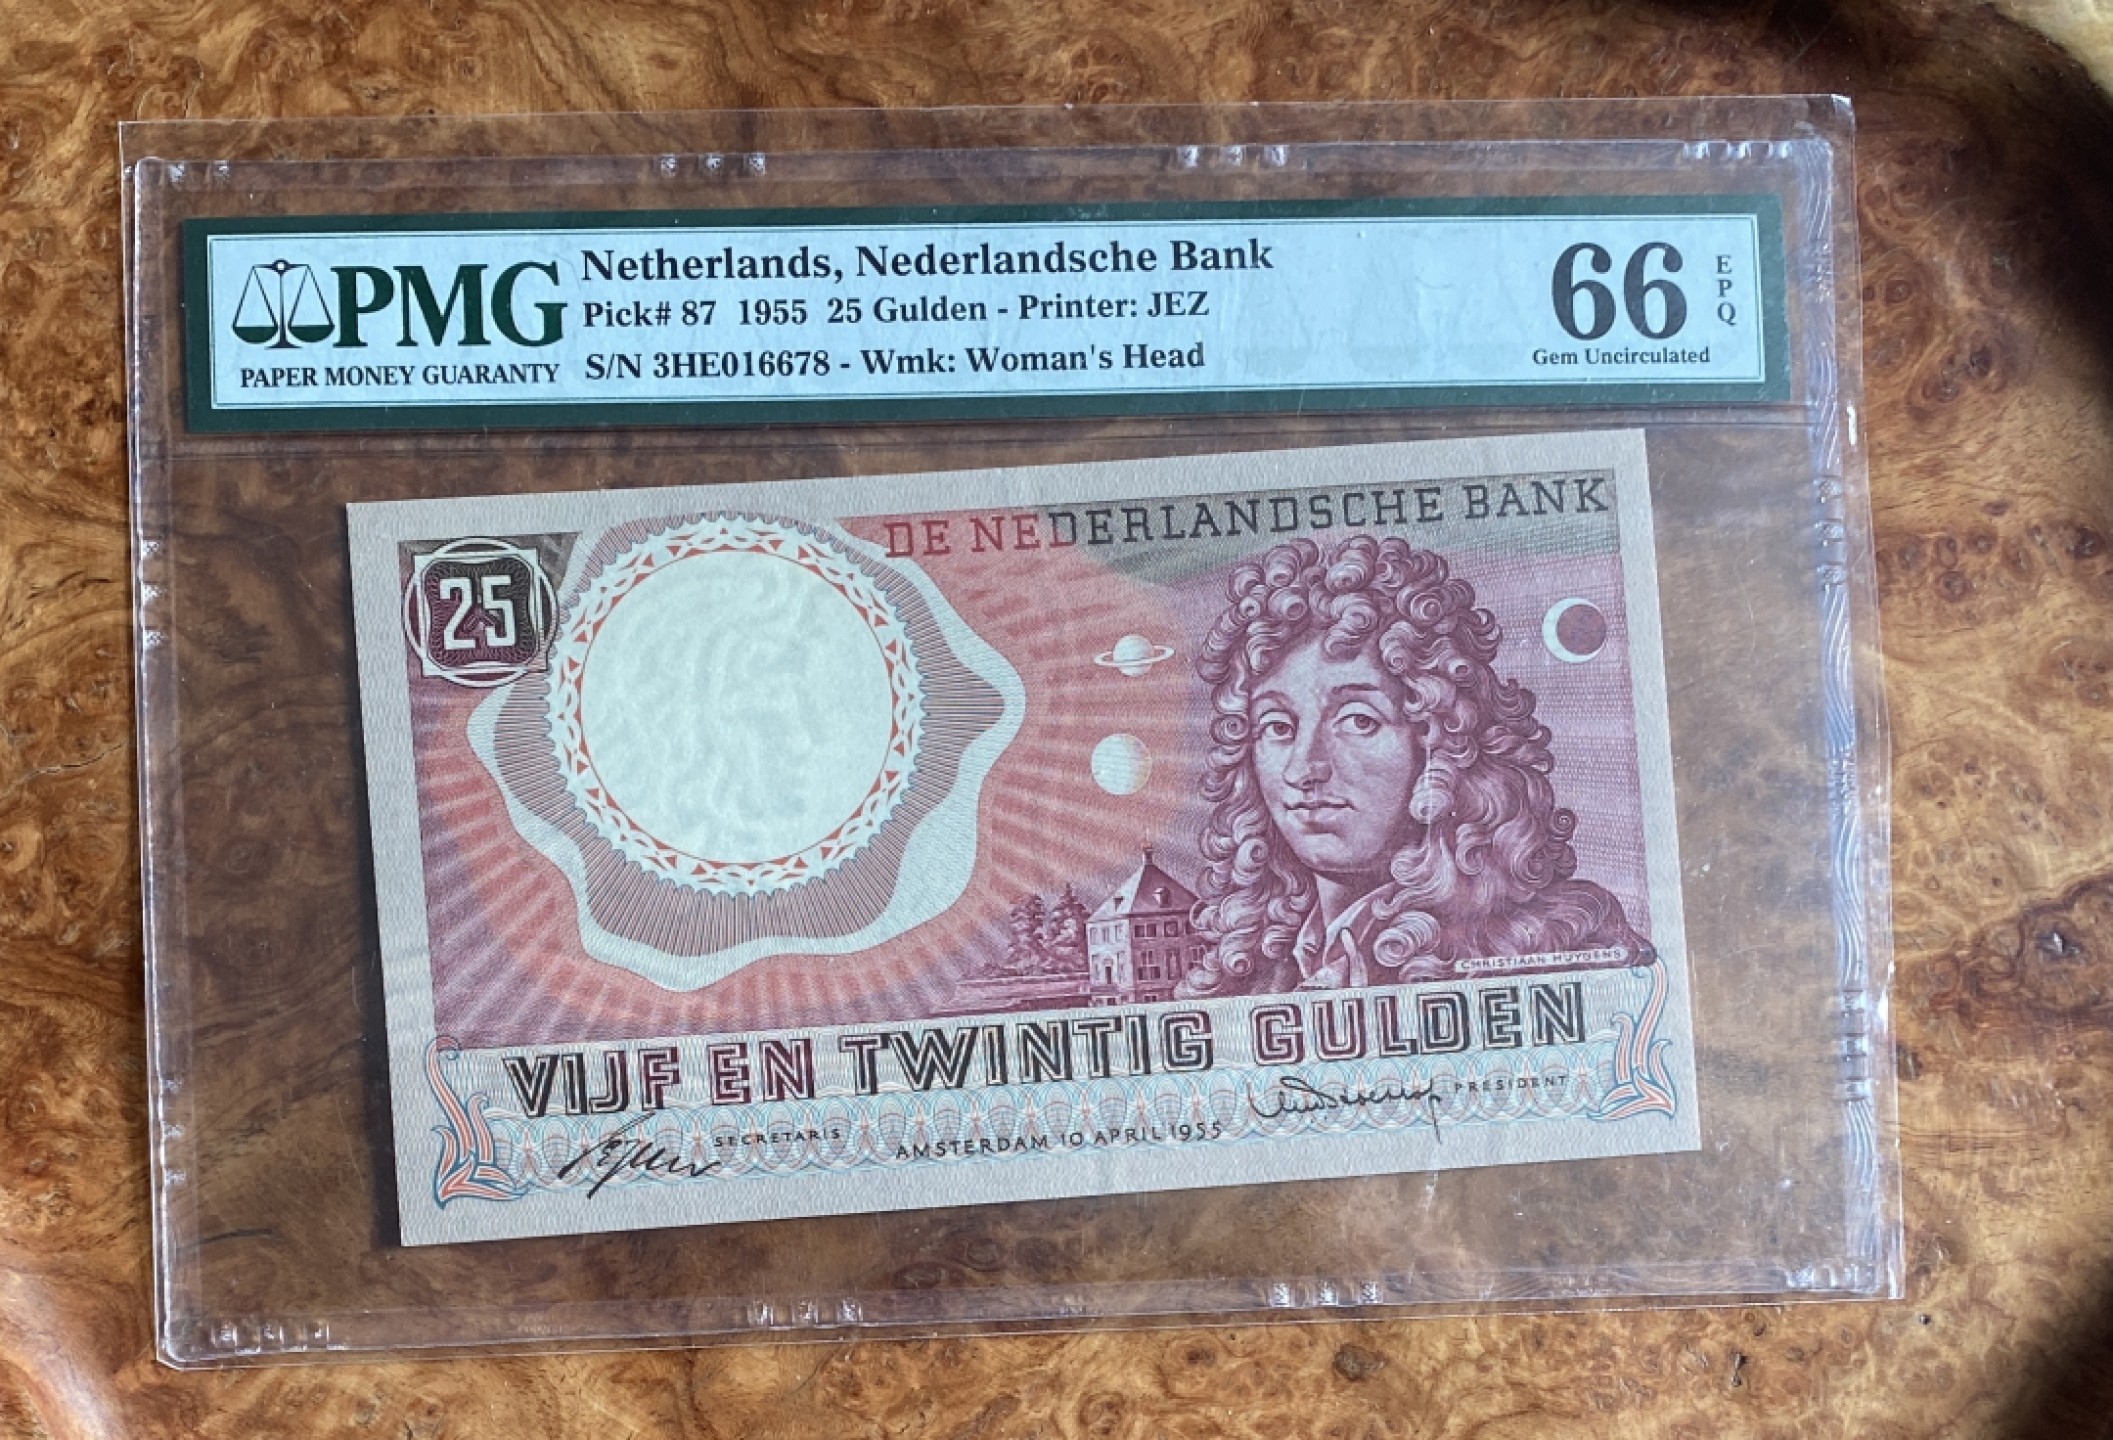 PMG
PAPER MONEY GUARANTY
Netherlands, Nederlandsche Bank
Pick# 87 1955 25 Gulden - Printer: JEZ
S/N 3HE016678 - Wmk: Woman's Head
66
EPQ
Gem Uncirculated
DE NEDERLANDSCHE BANK
25
CHRISTIAAN HUYGENS
VIJF EN TWINTIG GULDEN
PRESIDENT
SECRETARIS
AMSTERDAM 10 APRIL 1955